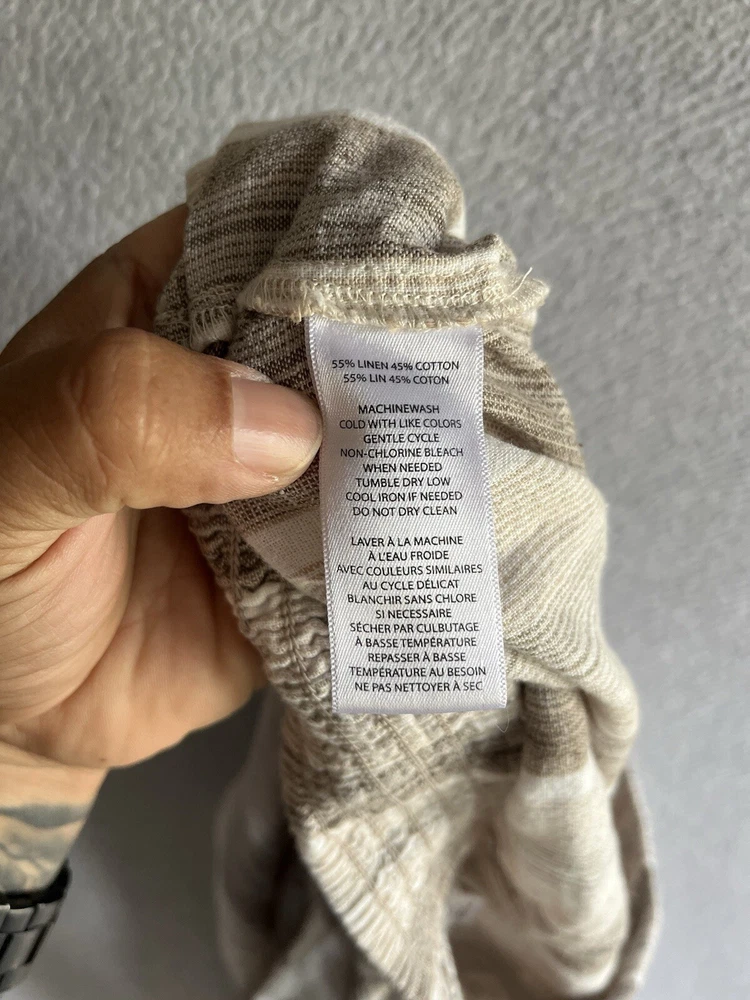 55% LINEN 45% COTTON
55% LIN 45% COTON
MACHINEWASH
COLD WITH LIKE COLORS
GENTLE CYCLE
NON-CHLORINE BLEACH
WHEN NEEDED
TUMBLE DRY LOW
COOL IRON IF NEEDED
DO NOT DRY CLEAN
LAVER À LA MACHINE
À L'EAU FROIDE
AVEC COULEURS SIMILAIRES
AU CYCLE DÉLICAT
BLANCHIR SANS CHLORE
SI NECESSAIRE
SÉCHER PAR CULBUTAGE
À BASSE TEMPÉRATURE
REPASSER À BASSE
TEMPÉRATURE AU BESOIN
NE PAS NETTOYER À SEC